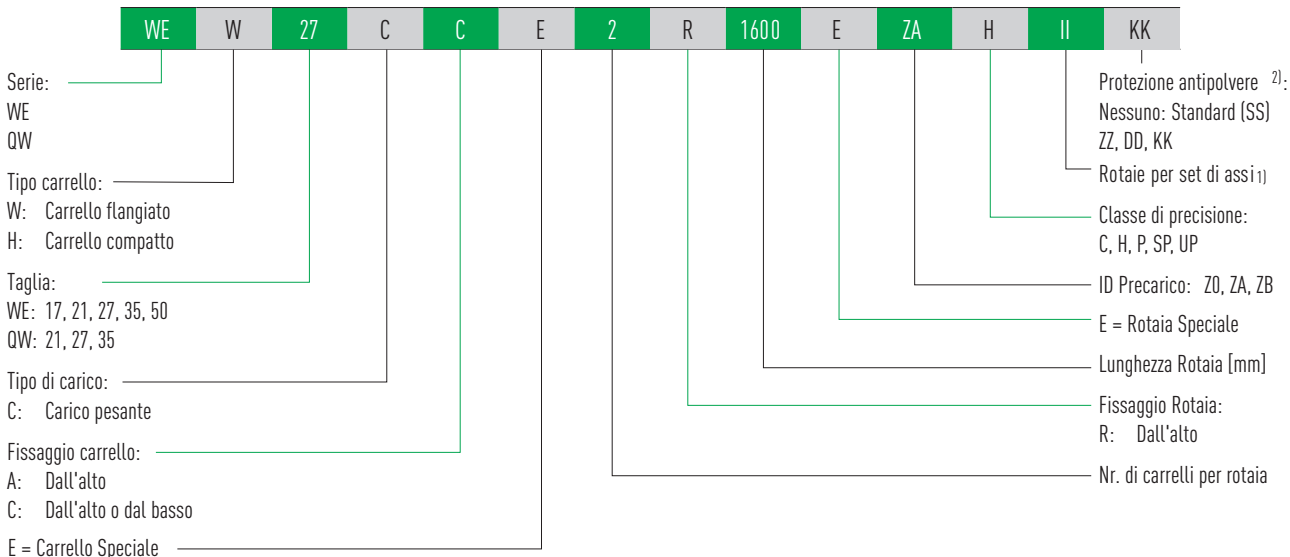 WE W 27 C C E 2 R 1600 E ZA H II KK
Serie:
WE
QW
Tipo carrello:
W: Carrello flangiato
H: Carrello compatto
Taglia:
WE: 17, 21, 27, 35, 50
QW: 21, 27, 35
Tipo di carico:
C: Carico pesante
Fissaggio carrello:
A: Dall'alto
C: Dall'alto o dal basso
E = Carrello Speciale
Protezione antipolvere 2):
Nessuno: Standard (SS)
ZZ, DD, KK
Rotaie per set di assi 1)
Classe di precisione:
C, H, P, SP, UP
ID Precarico: Z0, ZA, ZB
E = Rotaia Speciale
Lunghezza Rotaia [mm]
Fissaggio Rotaia:
R: Dall'alto
Nr. di carrelli per rotaia